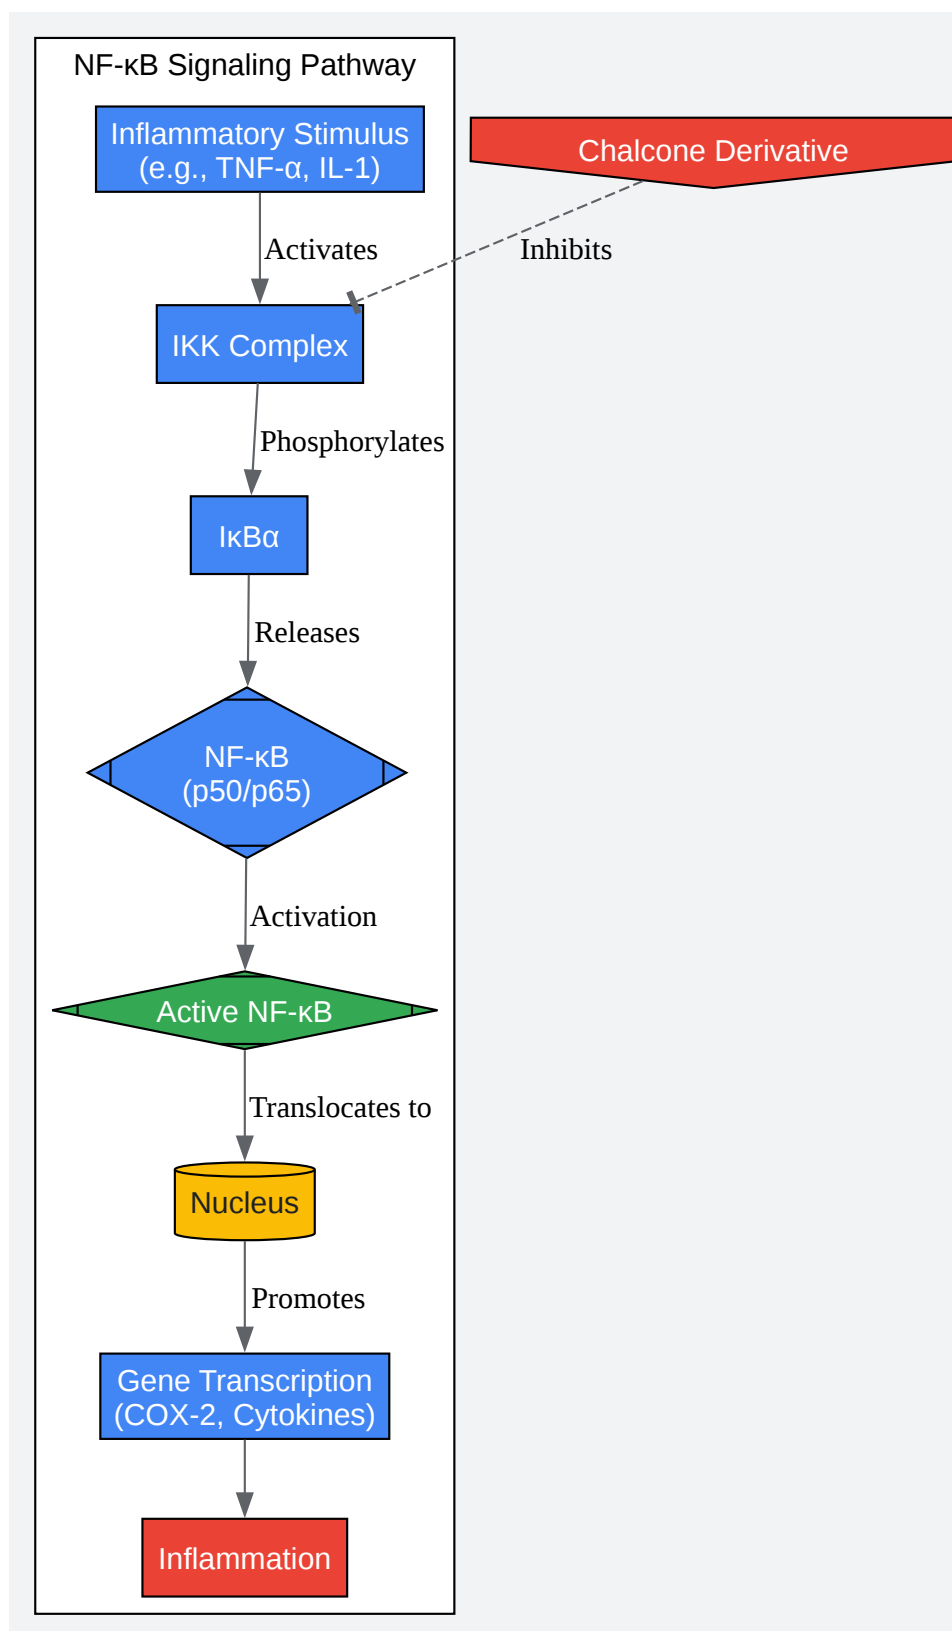 NF-κB Signaling Pathway
Inflammatory Stimulus
(e.g., TNF-α, IL-1)
Chalcone Derivative
Activates
Inhibits
IKK Complex
Phosphorylates
IκBα
Releases
NF-κB
(p50/p65)
Activation
Active NF-κB
Translocates to
Nucleus
Promotes
Gene Transcription
(COX-2, Cytokines)
Inflammation